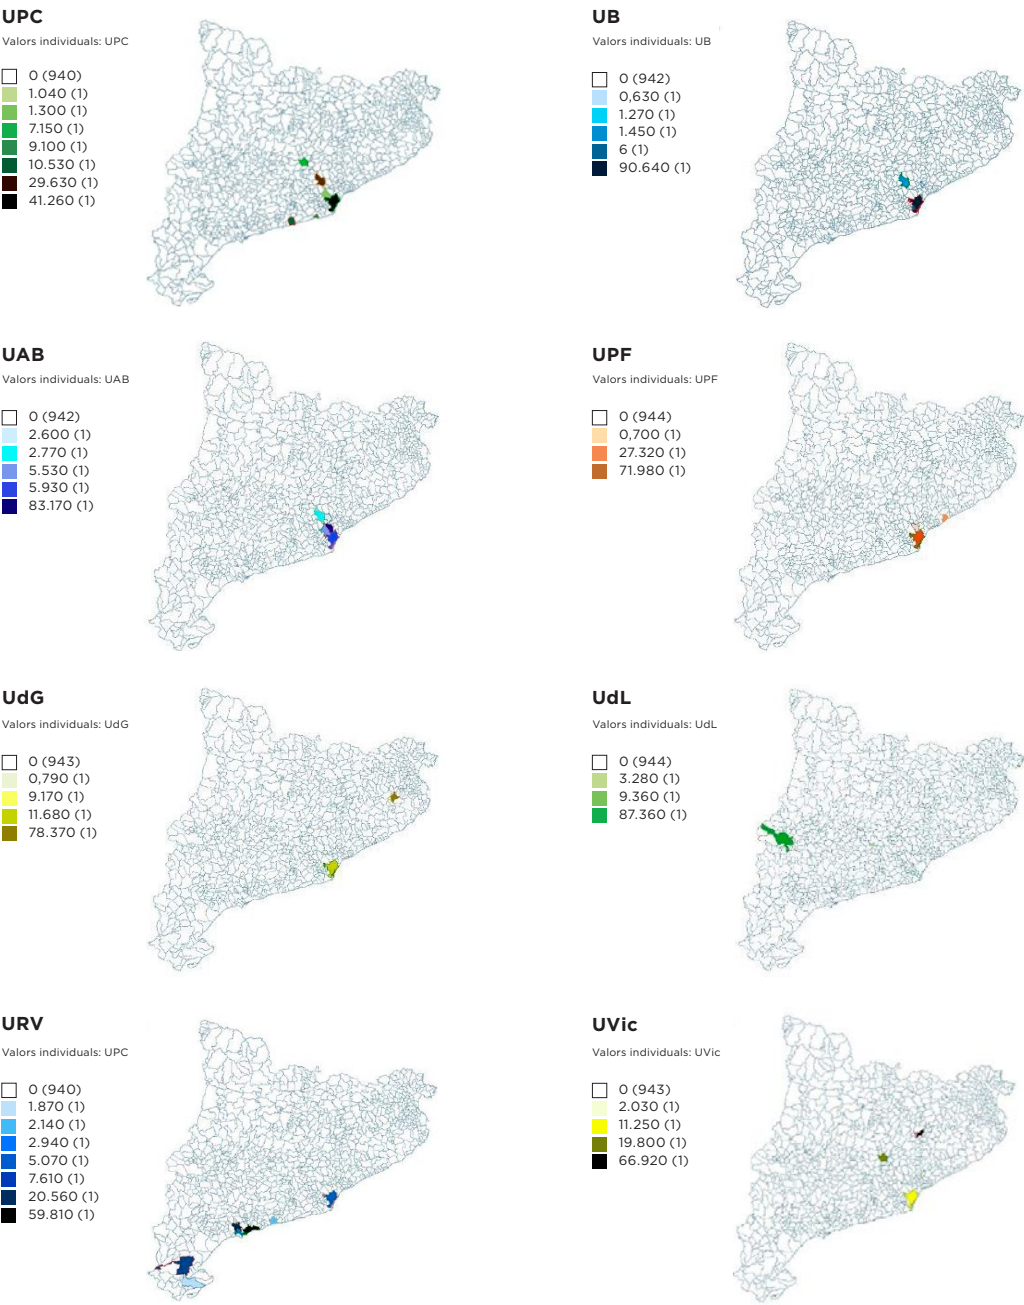 UPC
Valors individuals: UPC
0 (940)
1.040 (1)
1.300 (1)
7.150 (1)
9.100 (1)
10.530 (1)
29.630 (1)
41.260 (1)
UB
Valors individuals: UB
0 (942)
0,630 (1)
1.270 (1)
1.450 (1)
6 (1)
90.640 (1)
UAB
Valors individuals: UAB
0 (942)
2.600 (1)
2.770 (1)
5.530 (1)
5.930 (1)
83.170 (1)
UPF
Valors individuals: UPF
0 (944)
0,700 (1)
27.320 (1)
71.980 (1)
UdG
Valors individuals: UdG
0 (943)
0,790 (1)
9.170 (1)
11.680 (1)
78.370 (1)
UdL
Valors individuals: UdL
0 (944)
3.280 (1)
9.360 (1)
87.360 (1)
URV
Valors individuals: UPC
0 (940)
1.870 (1)
2.140 (1)
2.940 (1)
5.070 (1)
7.610 (1)
20.560 (1)
59.810 (1)
UVic
Valors individuals: UVic
0 (943)
2.030 (1)
11.250 (1)
19.800 (1)
66.920 (1)